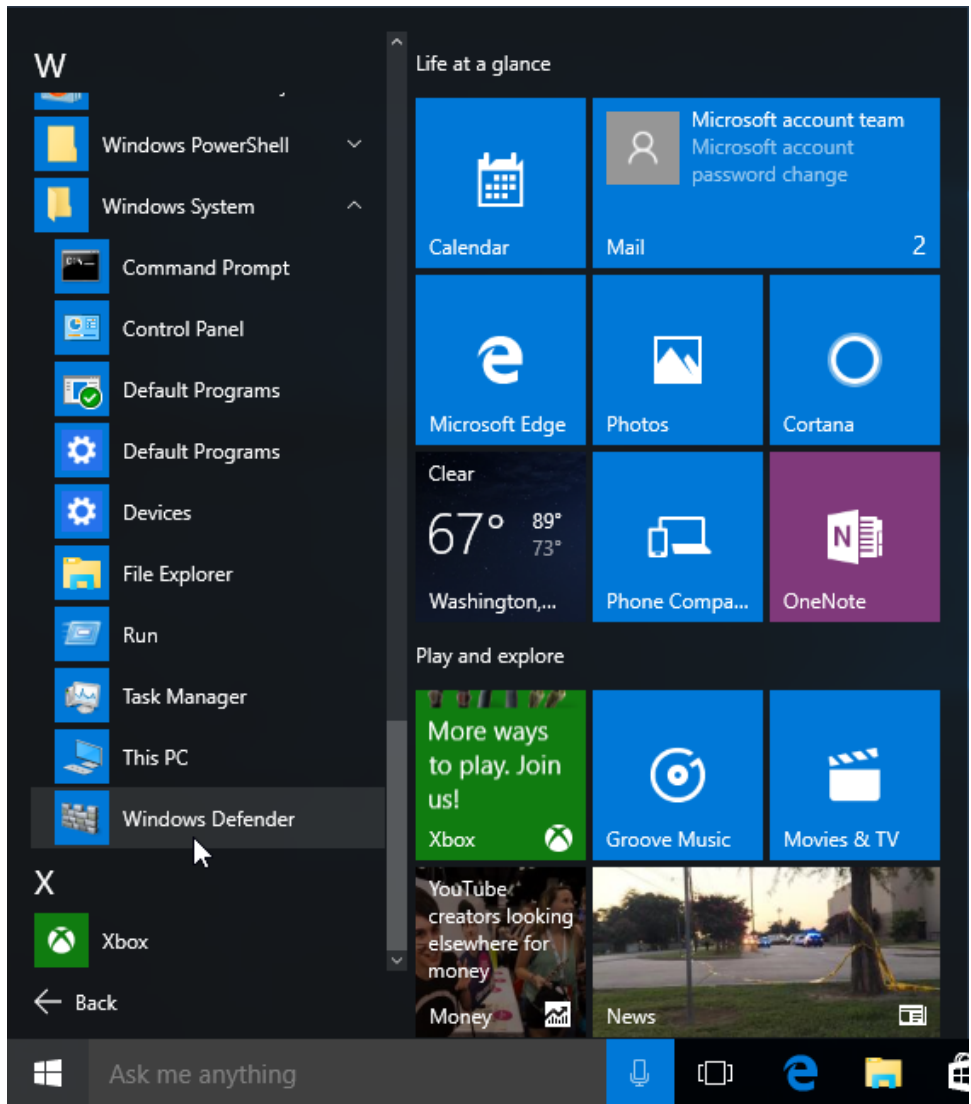 W
Windows PowerShell
Windows System
Command Prompt
Control Panel
Default Programs
Default Programs
Devices
File Explorer
Run
Task Manager
This PC
Windows Defender
X
Xbox
Back
Life at a glance
Calendar
Microsoft account team
Microsoft account
password change
Mail
2
Microsoft Edge
Photos
Cortana
Clear
67°
89°
73°
Washington,...
Phone Compa...
N
OneNote
Play and explore
More ways
to play. Join
us!
Xbox
Groove Music
Movies & TV
YouTube
creators looking
elsewhere for
money
Money
News
Ask me anything